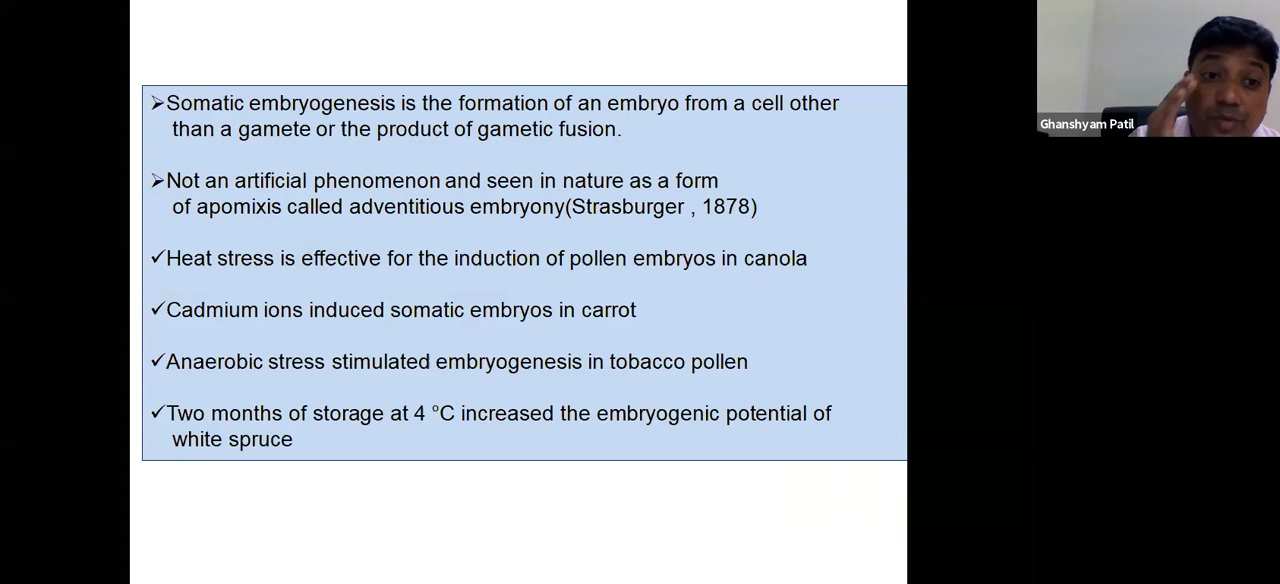 ➢Somatic embryogenesis is the formation of an embryo from a cell other
than a gamete or the product of gametic fusion.
➢Not an artificial phenomenon and seen in nature as a form
of apomixis called adventitious embryony(Strasburger , 1878)
✓Heat stress is effective for the induction of pollen embryos in canola
✓Cadmium ions induced somatic embryos in carrot
✓Anaerobic stress stimulated embryogenesis in tobacco pollen
✓Two months of storage at 4 °C increased the embryogenic potential of
white spruce
Ghanshyam Patil